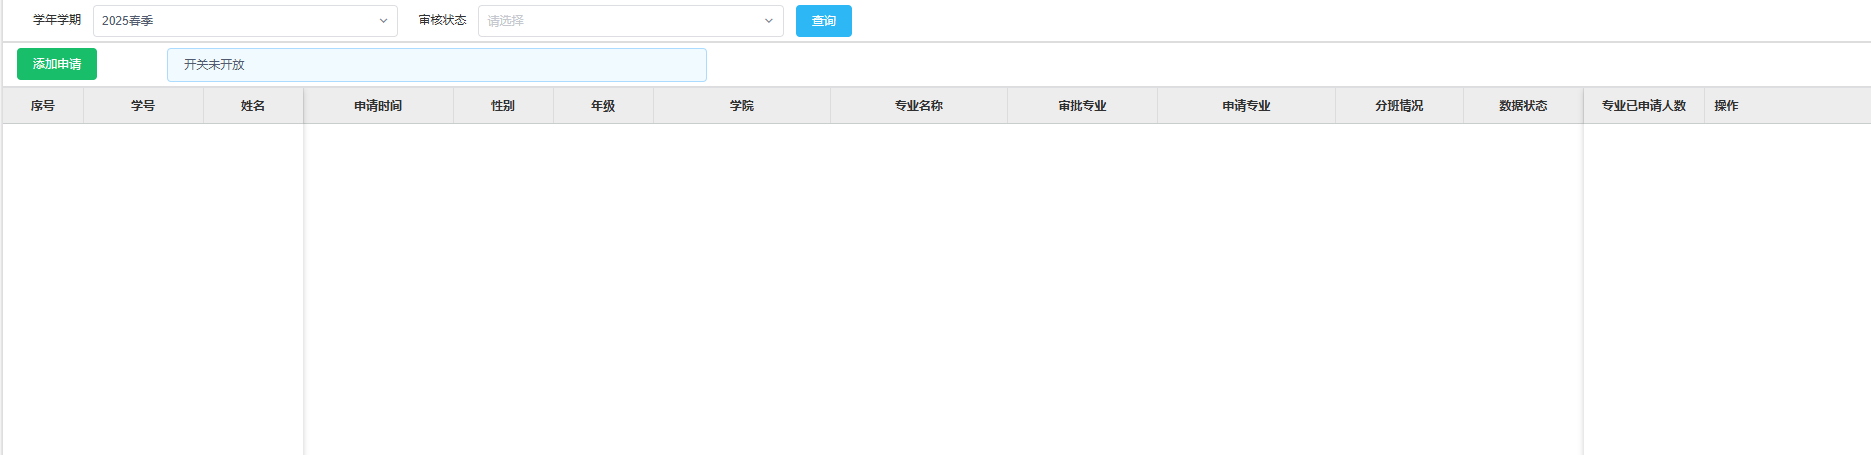 学年学期 2025春季 审核状态 请选择 查询
添加申请 开关未开放
序号 学号 姓名 申请时间 性别 年级 学院 专业名称 审批专业 申请专业 分班情况 数据状态 专业已申请人数 操作